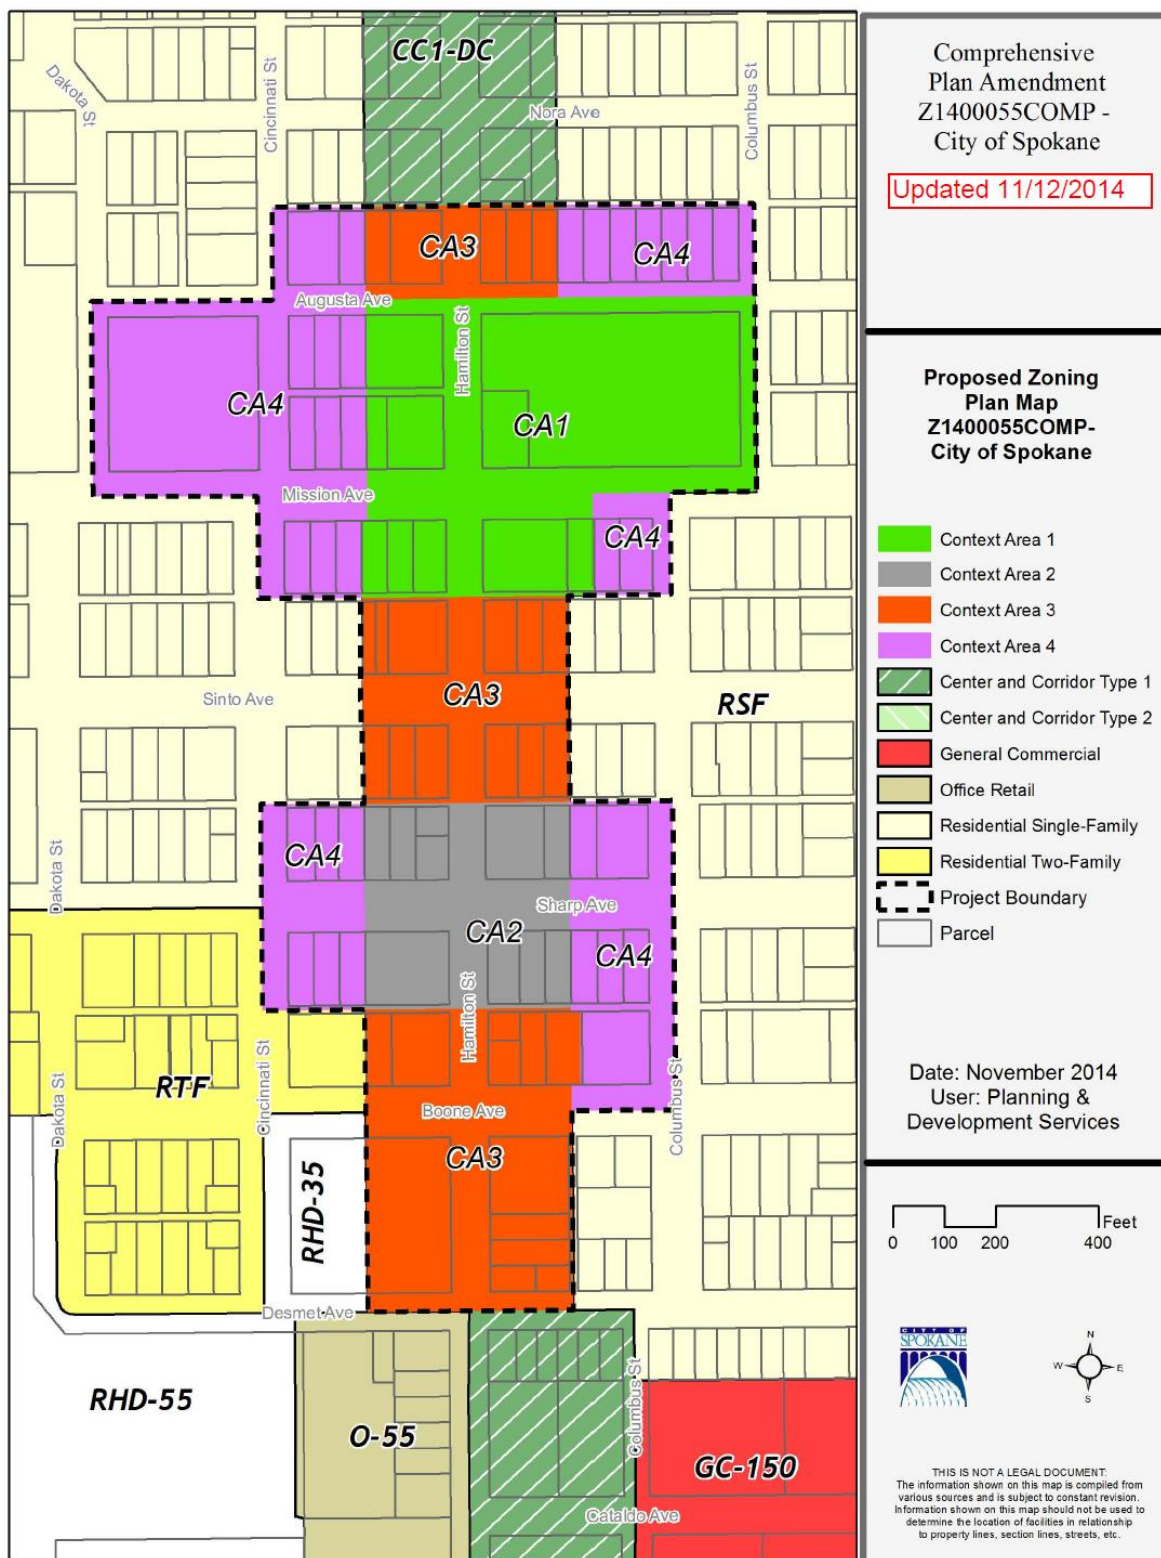 CC1-DC
Dakota St
Cincinnati St
Columbus St
Nora Ave
CA3
CA4
Augusta Ave
Hamilton St
CA4
CA1
Mission Ave
CA4
CA3
Sinto Ave
RSF
CA4
Dakota St
Sharp Ave
CA2
CA4
Hamilton St
Cincinnati St
RTF
Dakota St
Boone Ave
Columbus St
CA3
RHD-35
Desmet Ave
RHD-55
O-55
Columbus St
GC-150
Cataldo Ave
Comprehensive
Plan Amendment
Z1400055COMP -
City of Spokane
Updated 11/12/2014
Proposed Zoning
Plan Map
Z1400055COMP-
City of Spokane
Context Area 1
Context Area 2
Context Area 3
Context Area 4
Center and Corridor Type 1
Center and Corridor Type 2
General Commercial
Office Retail
Residential Single-Family
Residential Two-Family
Project Boundary
Parcel
Date: November 2014
User: Planning &
Development Services
Feet
0 100 200 400
CITY OF
SPOKANE
N
W E
S
THIS IS NOT A LEGAL DOCUMENT:
The information shown on this map is compiled from
various sources and is subject to constant revision.
Information shown on this map should not be used to
determine the location of facilities in relationship
to property lines, section lines, streets, etc.